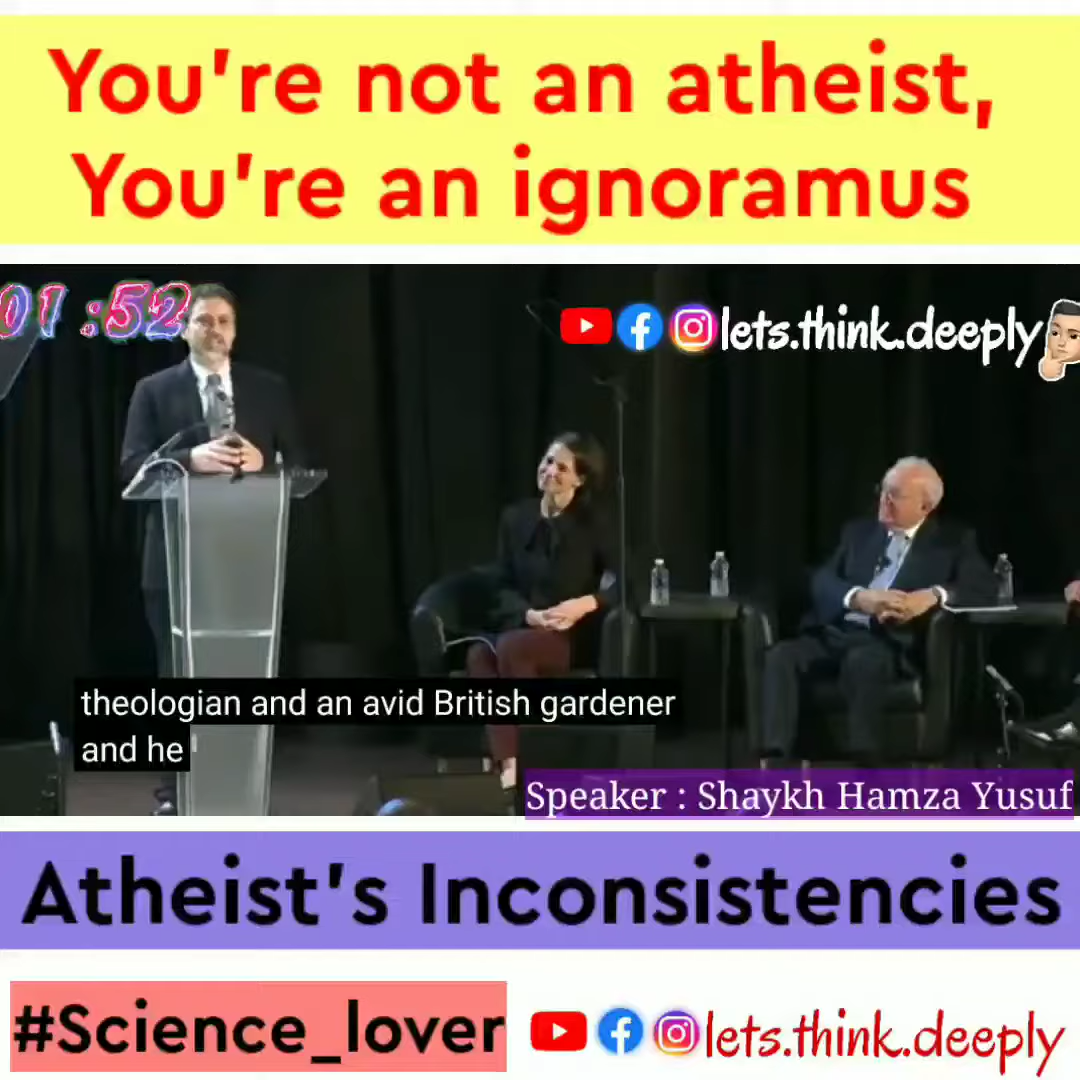 You're not an atheist,
You're an ignoramus
01:52
lets.think.deeply
theologian and an avid British gardener
and he
Speaker : Shaykh Hamza Yusuf
Atheist's Inconsistencies
#Science_lover
lets.think.deeply